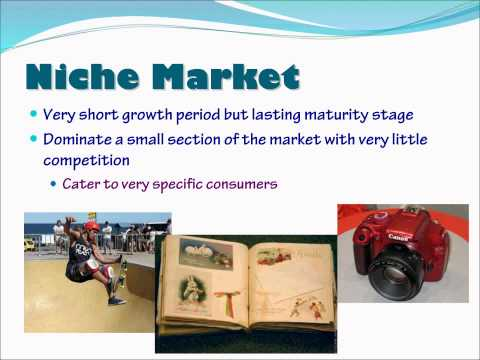 Niche Market
Very short growth period but lasting maturity stage
Dominate a small section of the market with very little
competition
Cater to very specific consumers
Canon